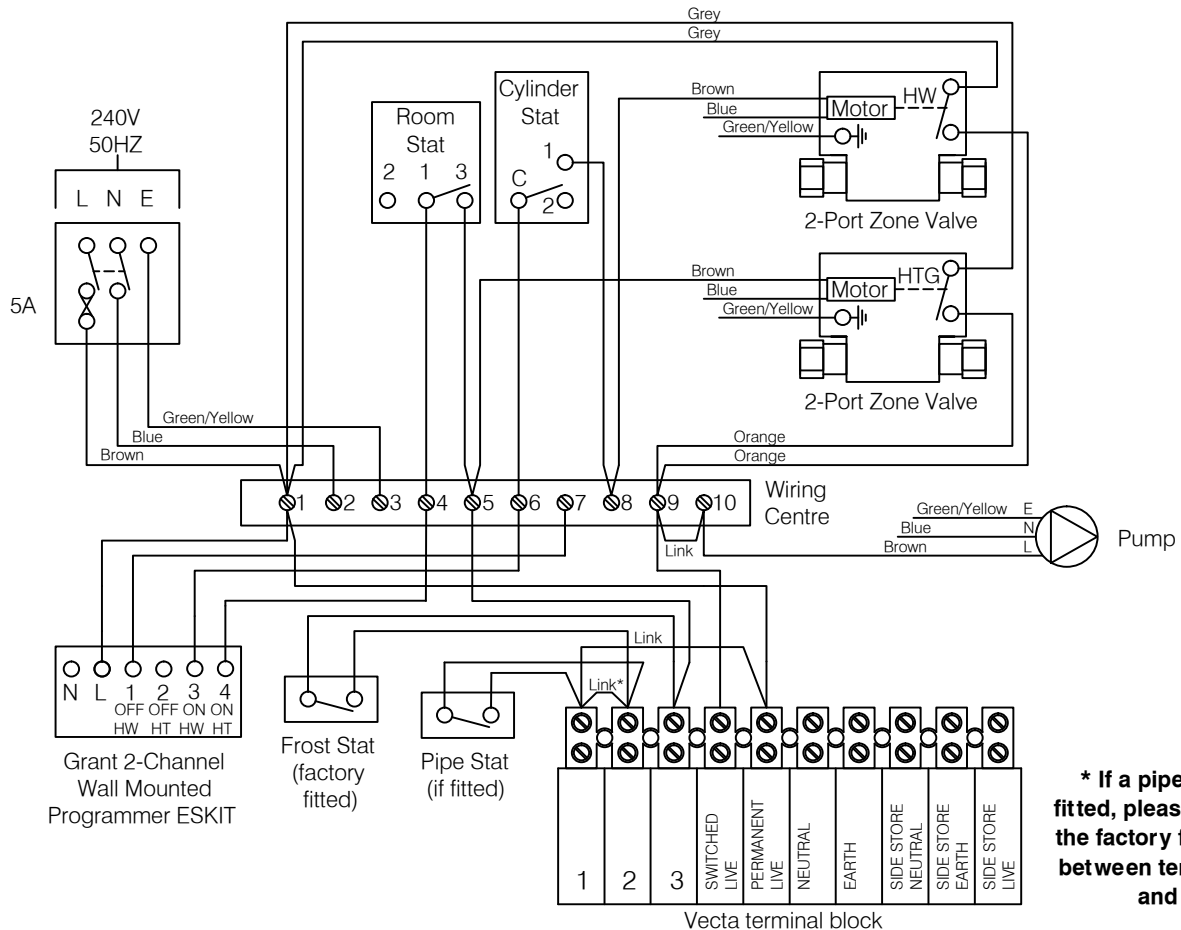 Grey
Grey
240V
50HZ
L N E
5A
Room
Stat
2 1 3
Cylinder
Stat
1
C
2
Brown
Blue
Green/Yellow
Motor
HW
2-Port Zone Valve
Brown
Blue
Green/Yellow
Motor
HTG
2-Port Zone Valve
Green/Yellow
Blue
Brown
Orange
Orange
1 2 3 4 5 6 7 8 9 10
Wiring
Centre
Link
Green/Yellow E
Blue N
Brown L
Pump
N L 1 2 3 4
OFF OFF ON ON
HW HT HW HT
Grant 2-Channel
Wall Mounted
Programmer ESKIT
Frost Stat
(factory
fitted)
Pipe Stat
(if fitted)
Link
Link*
1
2
3
SWITCHED
LIVE
PERMANENT
LIVE
NEUTRAL
EARTH
SIDE STORE
NEUTRAL
SIDE STORE
EARTH
SIDE STORE
LIVE
Vecta terminal block
* If a pipe
fitted, pleas
the factory f
between ter
and